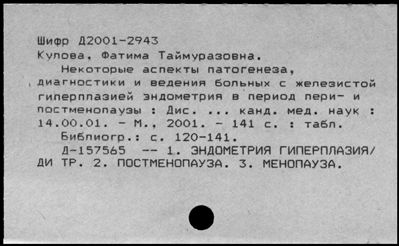 Шифр Д2001-2943
Кулова, Фатима Таймуразовна.
Некоторые аспекты патогенеза,
диагностики и ведения больных с железистой
гиперплазией эндометрия в период пери- и
постменопаузы : Дис. ... канд. мед. наук :
14.00.01. - М., 2001. - 141 с. : табл.
Библиогр.: с. 120-141.
Д-157565 -- 1. ЭНДОМЕТРИЯ ГИПЕРПЛАЗИЯ/
ДИ ТР. 2. ПОСТМЕНОПАУЗА. 3. МЕНОПАУЗА.